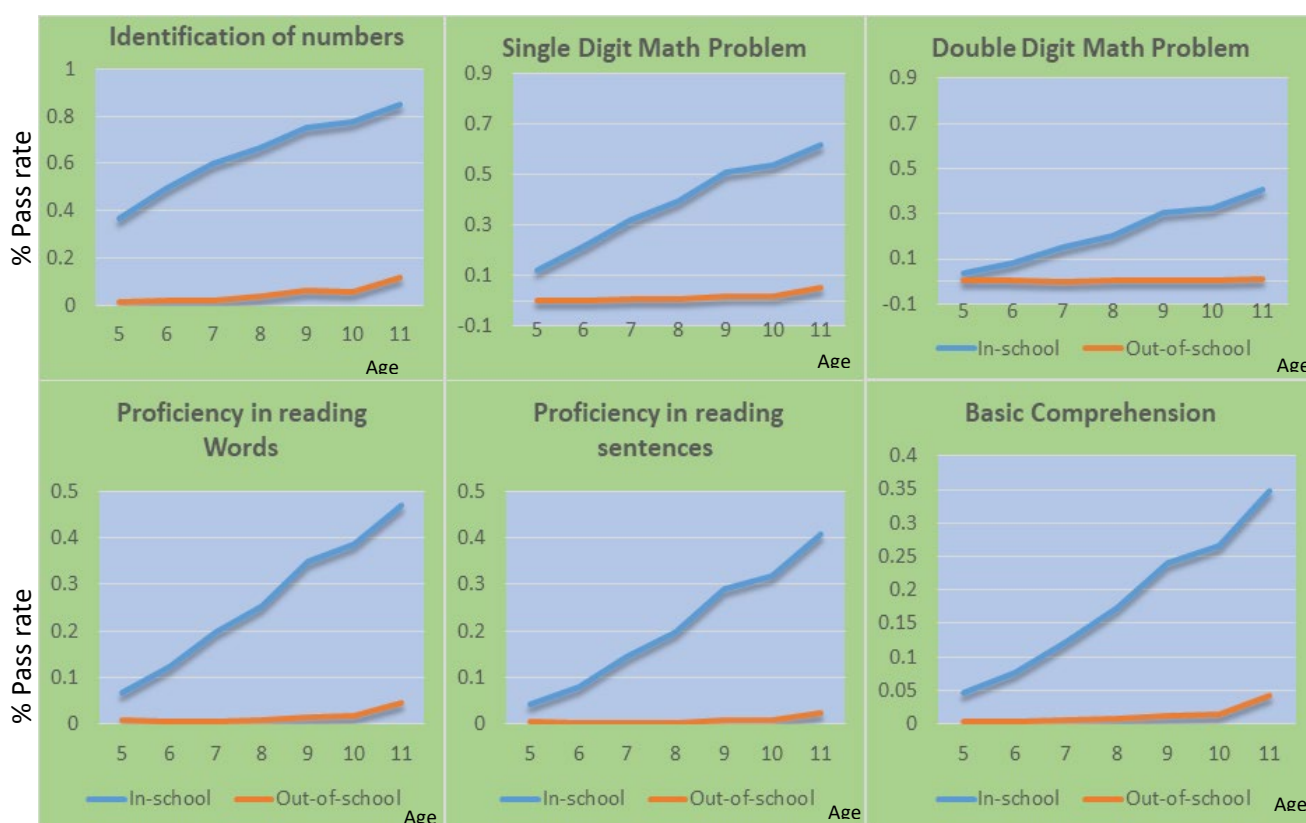 Identification of numbers
1
0.8
0.6
0.4
0.2
0
5 6 7 8 9 10 11
Age
% Pass rate
Single Digit Math Problem
0.9
0.7
0.5
0.3
0.1
-0.1
5 6 7 8 9 10 11
Double Digit Math Problem
0.9
0.7
0.5
0.3
0.1
-0.1
5 6 7 8 9 10 11
In-school Out-of-school
Age
Proficiency in reading
Words
0.5
0.4
0.3
0.2
0.1
0
5 6 7 8 9 10 11
In-school Out-of-school
Age
% Pass rate
Proficiency in reading
sentences
0.5
0.4
0.3
0.2
0.1
0
5 6 7 8 9 10 11
In-school Out-of-school
Age
Basic Comprehension
0.4
0.35
0.3
0.25
0.2
0.15
0.1
0.05
0
5 6 7 8 9 10 11
In-school Out-of-school
Age